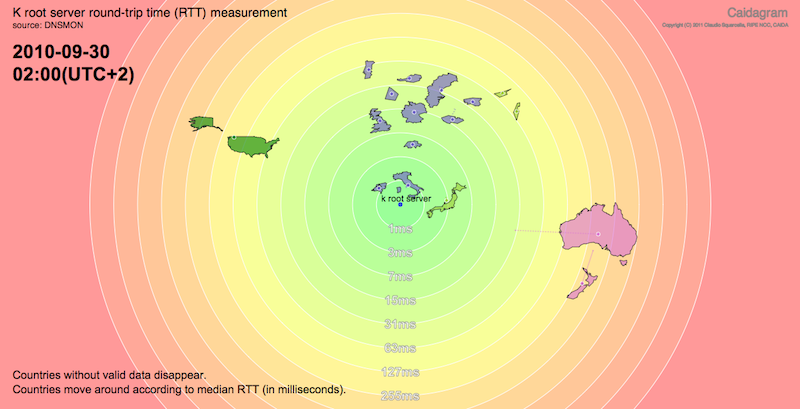 K root server round-trip time (RTT) measurement
source: DNSMON
Caidagram
Copyright (C) 2011 Claudio Squarcella, RIPE NCC, CAIDA
2010-09-30
02:00(UTC+2)
k root server
1ms
3ms
7ms
15ms
31ms
63ms
127ms
255ms
Countries without valid data disappear.
Countries move around according to median RTT (in milliseconds).